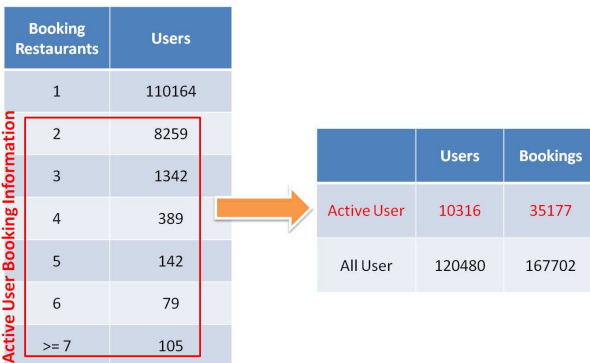 Booking Restaurants Users
1 110164
2 8259
3 1342
4 389
5 142
6 79
>= 7 105
Active User Booking Information
Users Bookings
Active User 10316 35177
All User 120480 167702